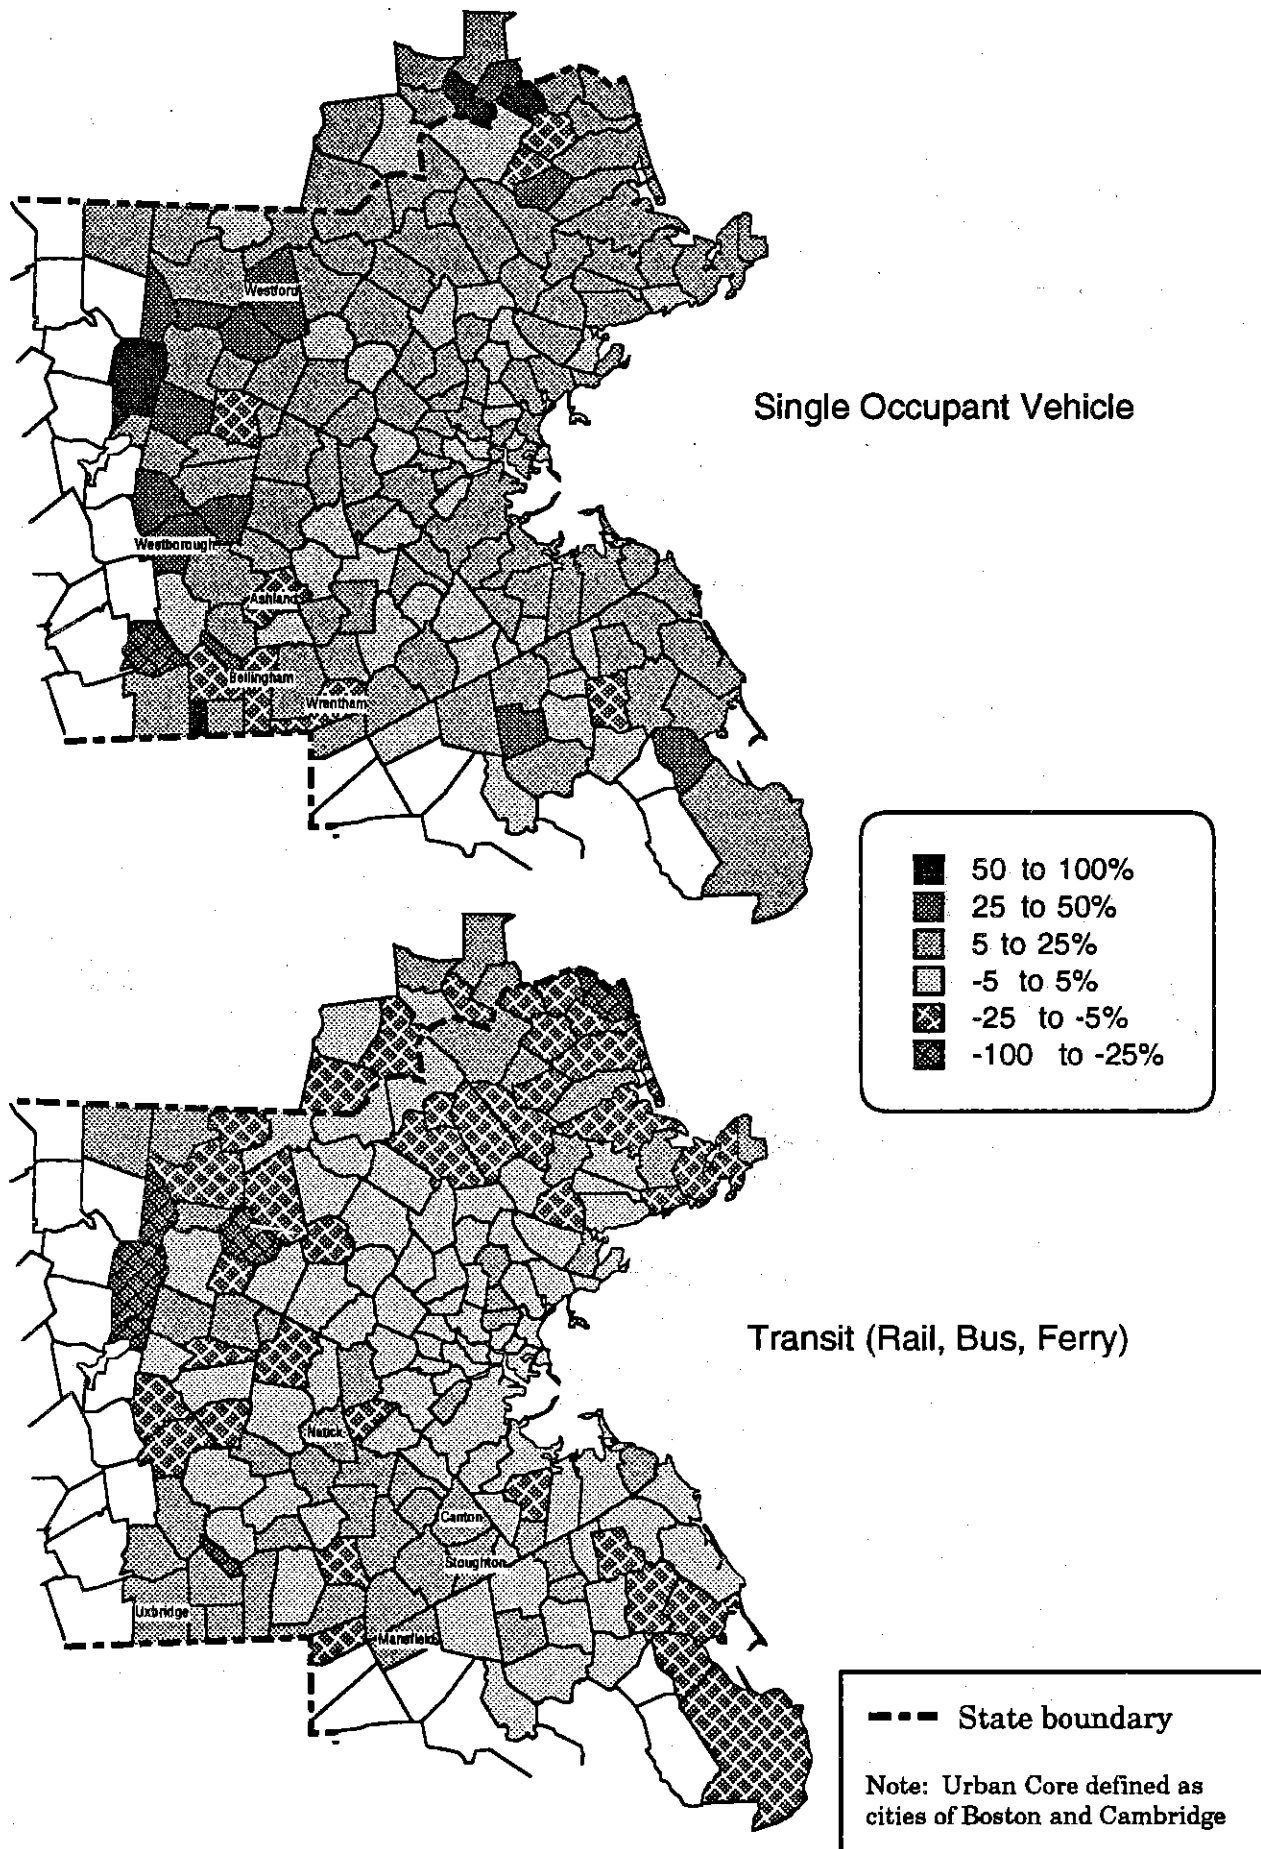 Westford
Single Occupant Vehicle
Westborough
Ashland
Bellingham
Wrentham
50 to 100%
25 to 50%
5 to 25%
-5 to 5%
-25 to -5%
-100 to -25%
Transit (Rail, Bus, Ferry)
Natick
Canton
Stoughton
Uxbridge
Mansfield
State boundary
Note: Urban Core defined as
cities of Boston and Cambridge